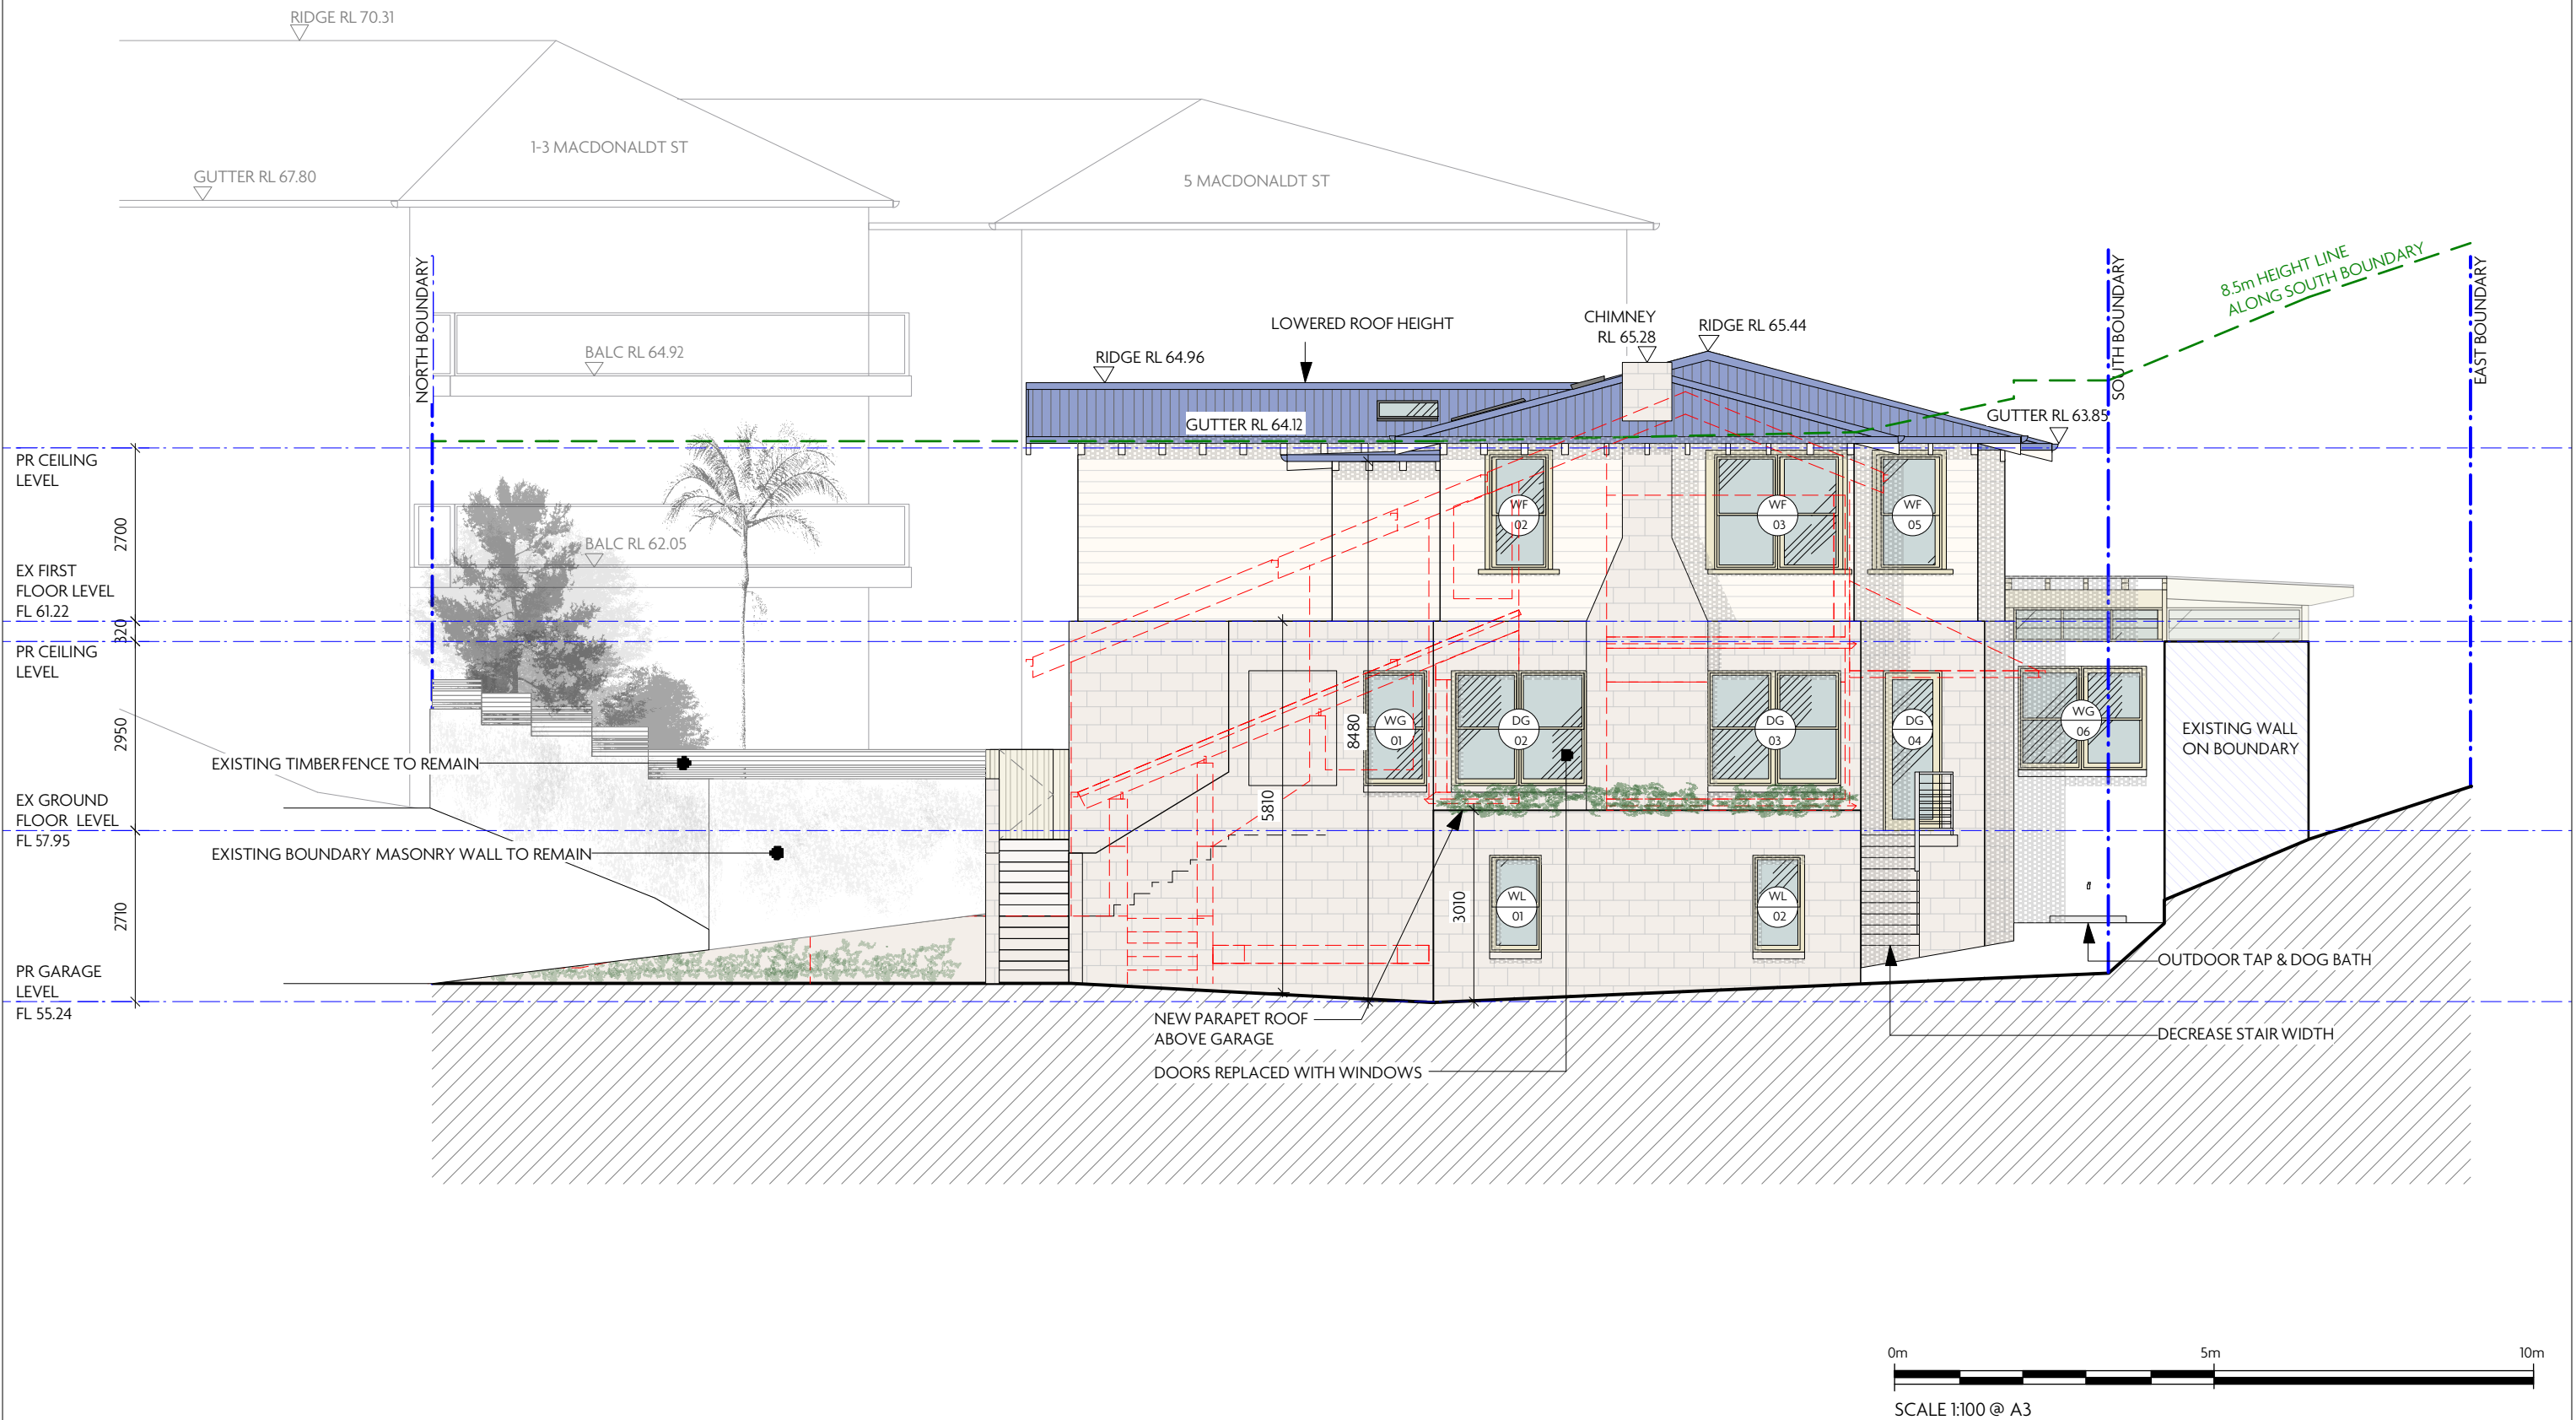 RIDGE RL 70.31
1-3 MACDONALDT ST
GUTTER RL 67.80
5 MACDONALDT ST
NORTH BOUNDARY
BALC RL 64.92
BALC RL 62.05
LOWERED ROOF HEIGHT
CHIMNEY
RL 65.28
RIDGE RL 65.44
RIDGE RL 64.96
GUTTER RL 64.12
GUTTER RL 63.85
SOUTH BOUNDARY
8.5m HEIGHT LINE
ALONG SOUTH BOUNDARY
EAST BOUNDARY
PR CEILING
LEVEL
2700
EX FIRST
FLOOR LEVEL
FL 61.22
320
PR CEILING
LEVEL
2950
EX GROUND
FLOOR LEVEL
FL 57.95
2710
PR GARAGE
LEVEL
FL 55.24
WF
02
WF
03
WF
05
WG
01
DG
02
DG
03
DG
04
WG
06
WL
01
WL
02
8480
5810
3010
EXISTING WALL
ON BOUNDARY
EXISTING TIMBER FENCE TO REMAIN
EXISTING BOUNDARY MASONRY WALL TO REMAIN
OUTDOOR TAP & DOG BATH
NEW PARAPET ROOF
ABOVE GARAGE
DECREASE STAIR WIDTH
DOORS REPLACED WITH WINDOWS
0m 5m 10m
SCALE 1:100 @ A3